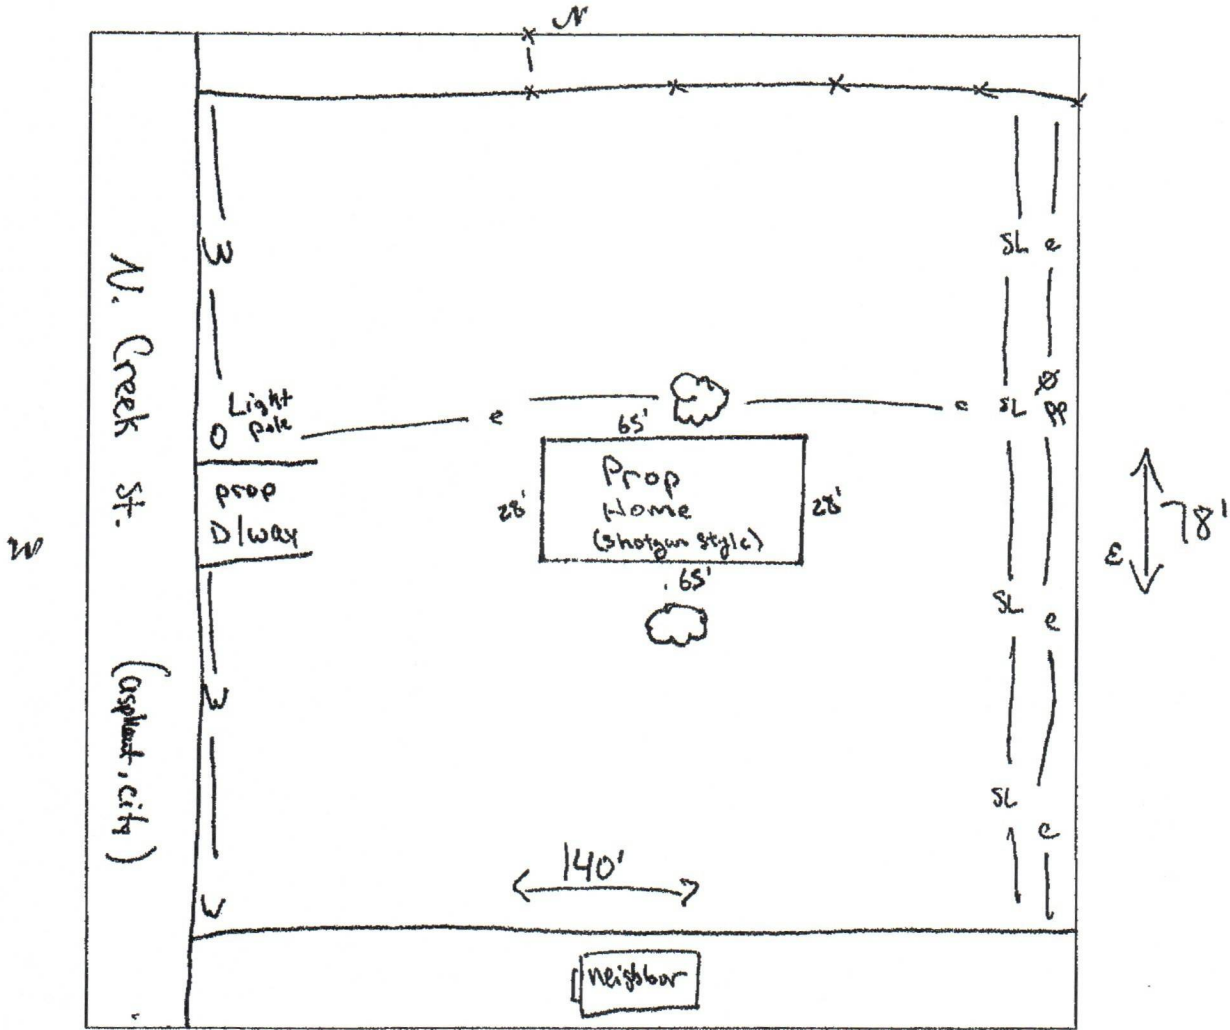 N
W
SL e
Light
pole
O
e
e
SL
pp
65'
N. Creek St.
(asphault, city)
prop
D/way
28'
Prop
Home
(shotgun style)
28'
65'
W
E
78'
SL
e
W
SL
e
W
140'
neighbor